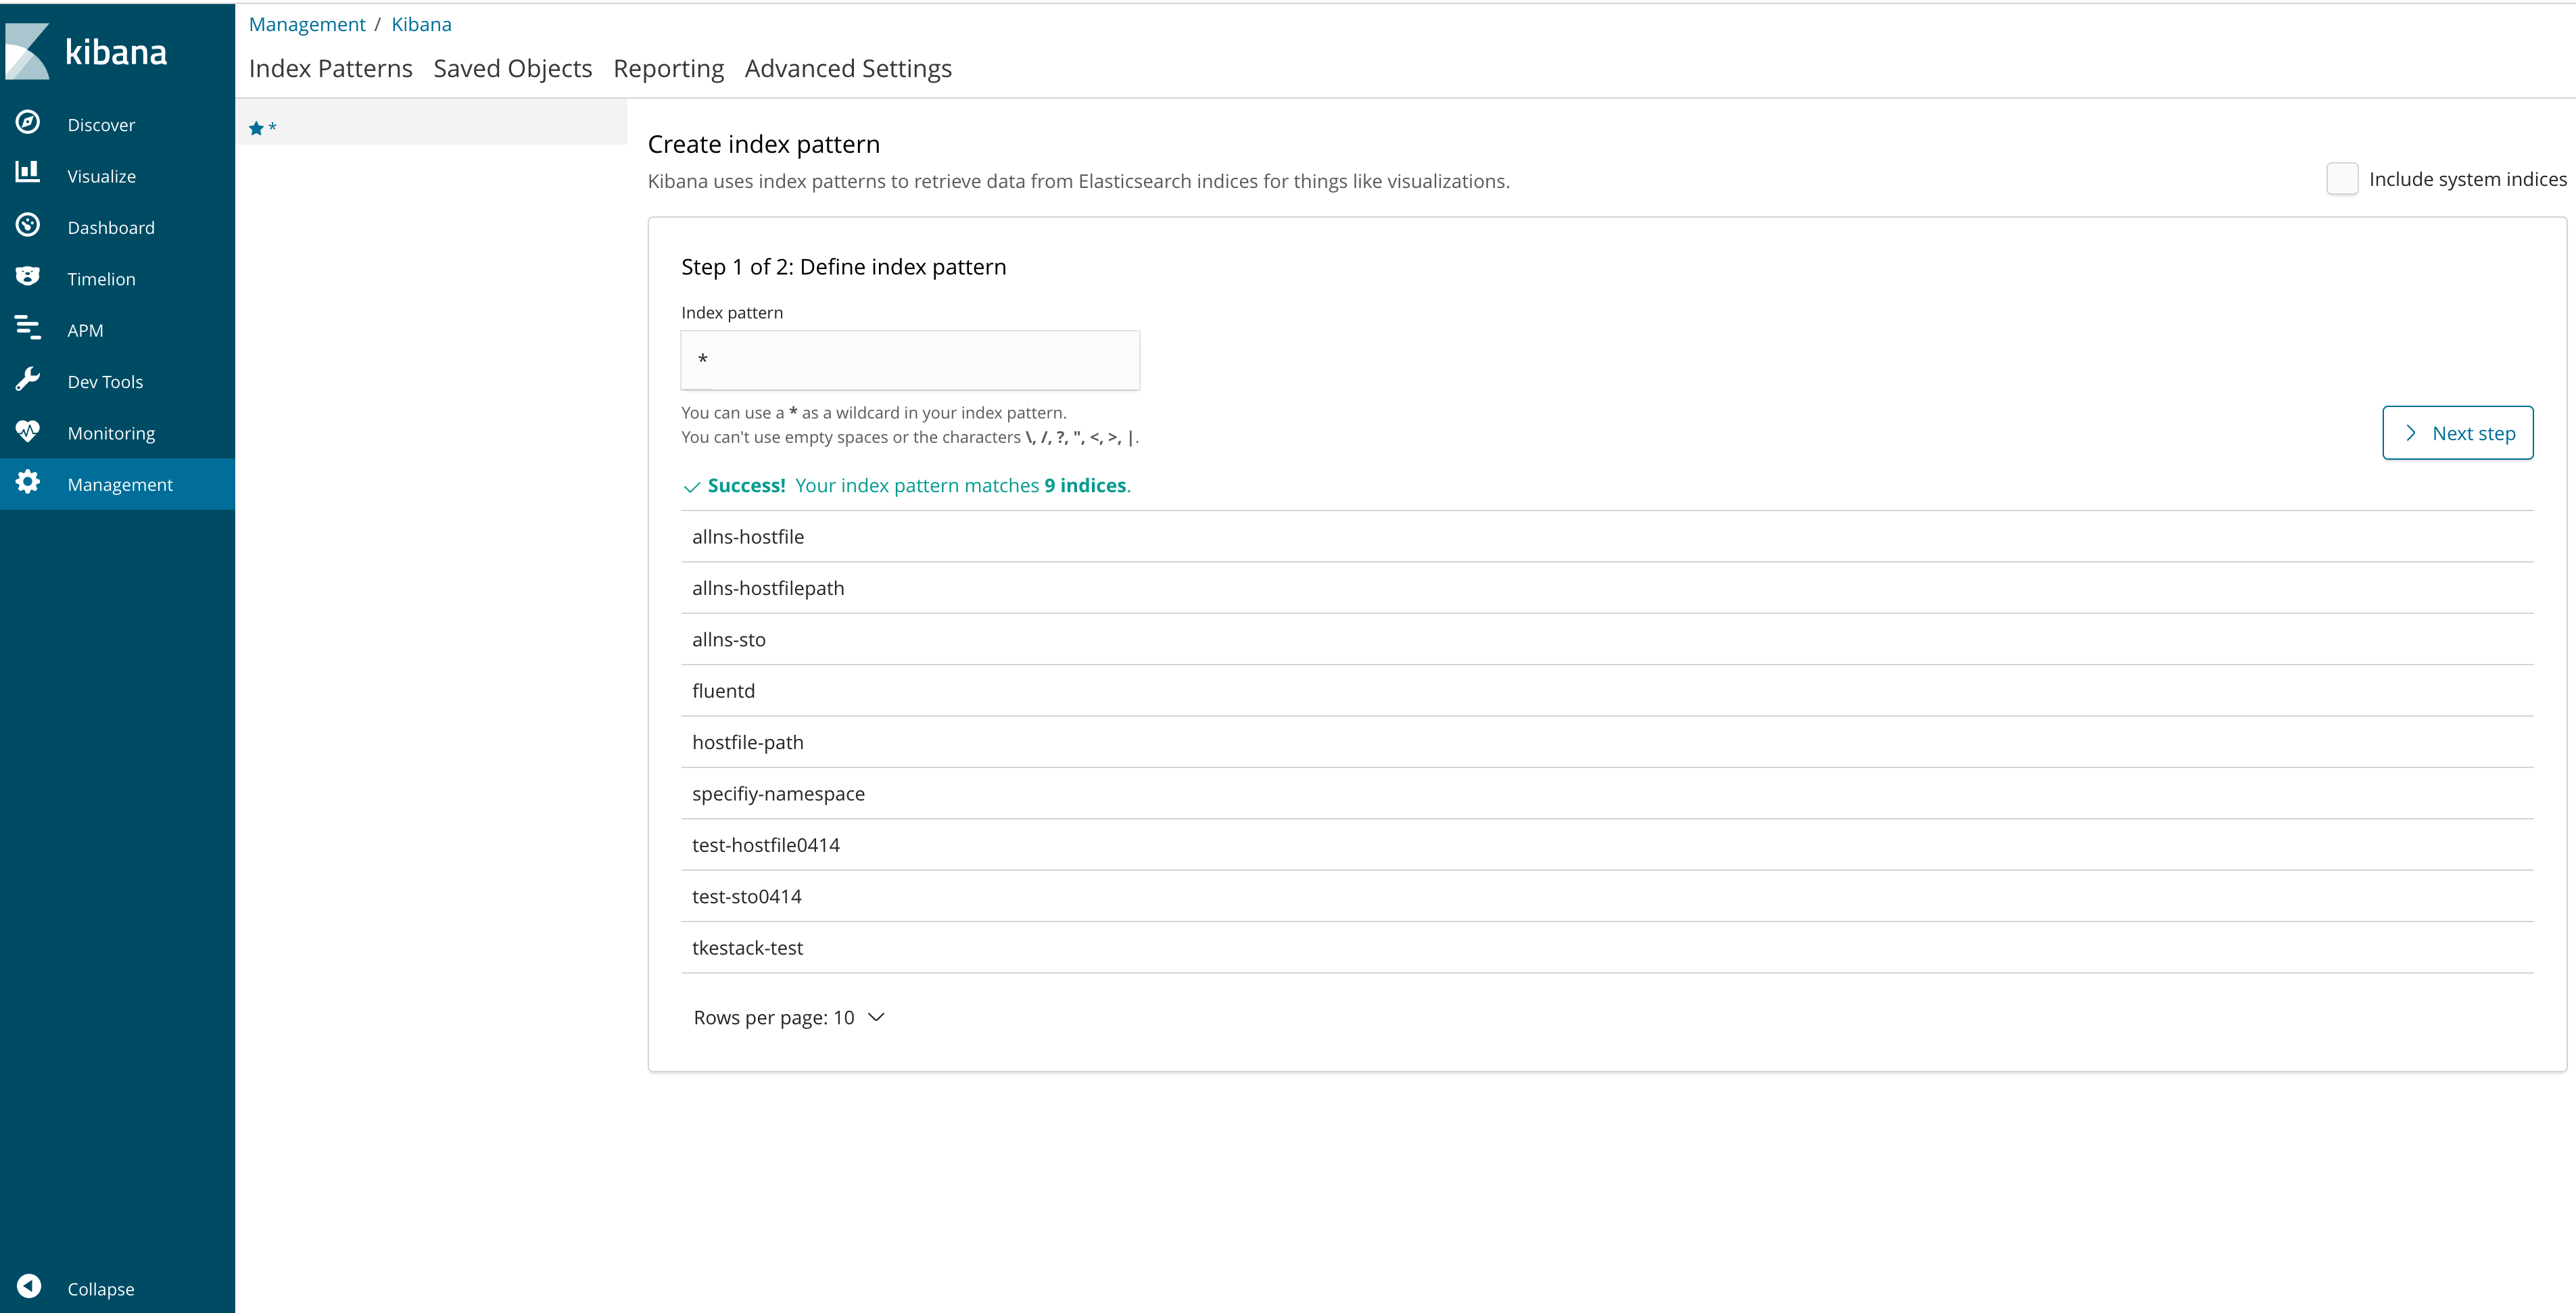 kibana
Discover
Visualize
Dashboard
Timelion
APM
Dev Tools
Monitoring
Management
Collapse
Management / Kibana
Index Patterns Saved Objects Reporting Advanced Settings
*
Create index pattern
Kibana uses index patterns to retrieve data from Elasticsearch indices for things like visualizations.
Include system indices
Step 1 of 2: Define index pattern
Index pattern
*
You can use a * as a wildcard in your index pattern.
You can't use empty spaces or the characters \, /, ?, ", <, >, |.
Next step
Success! Your index pattern matches 9 indices.
allns-hostfile
allns-hostfilepath
allns-sto
fluentd
hostfile-path
specifiy-namespace
test-hostfile0414
test-sto0414
tkestack-test
Rows per page: 10